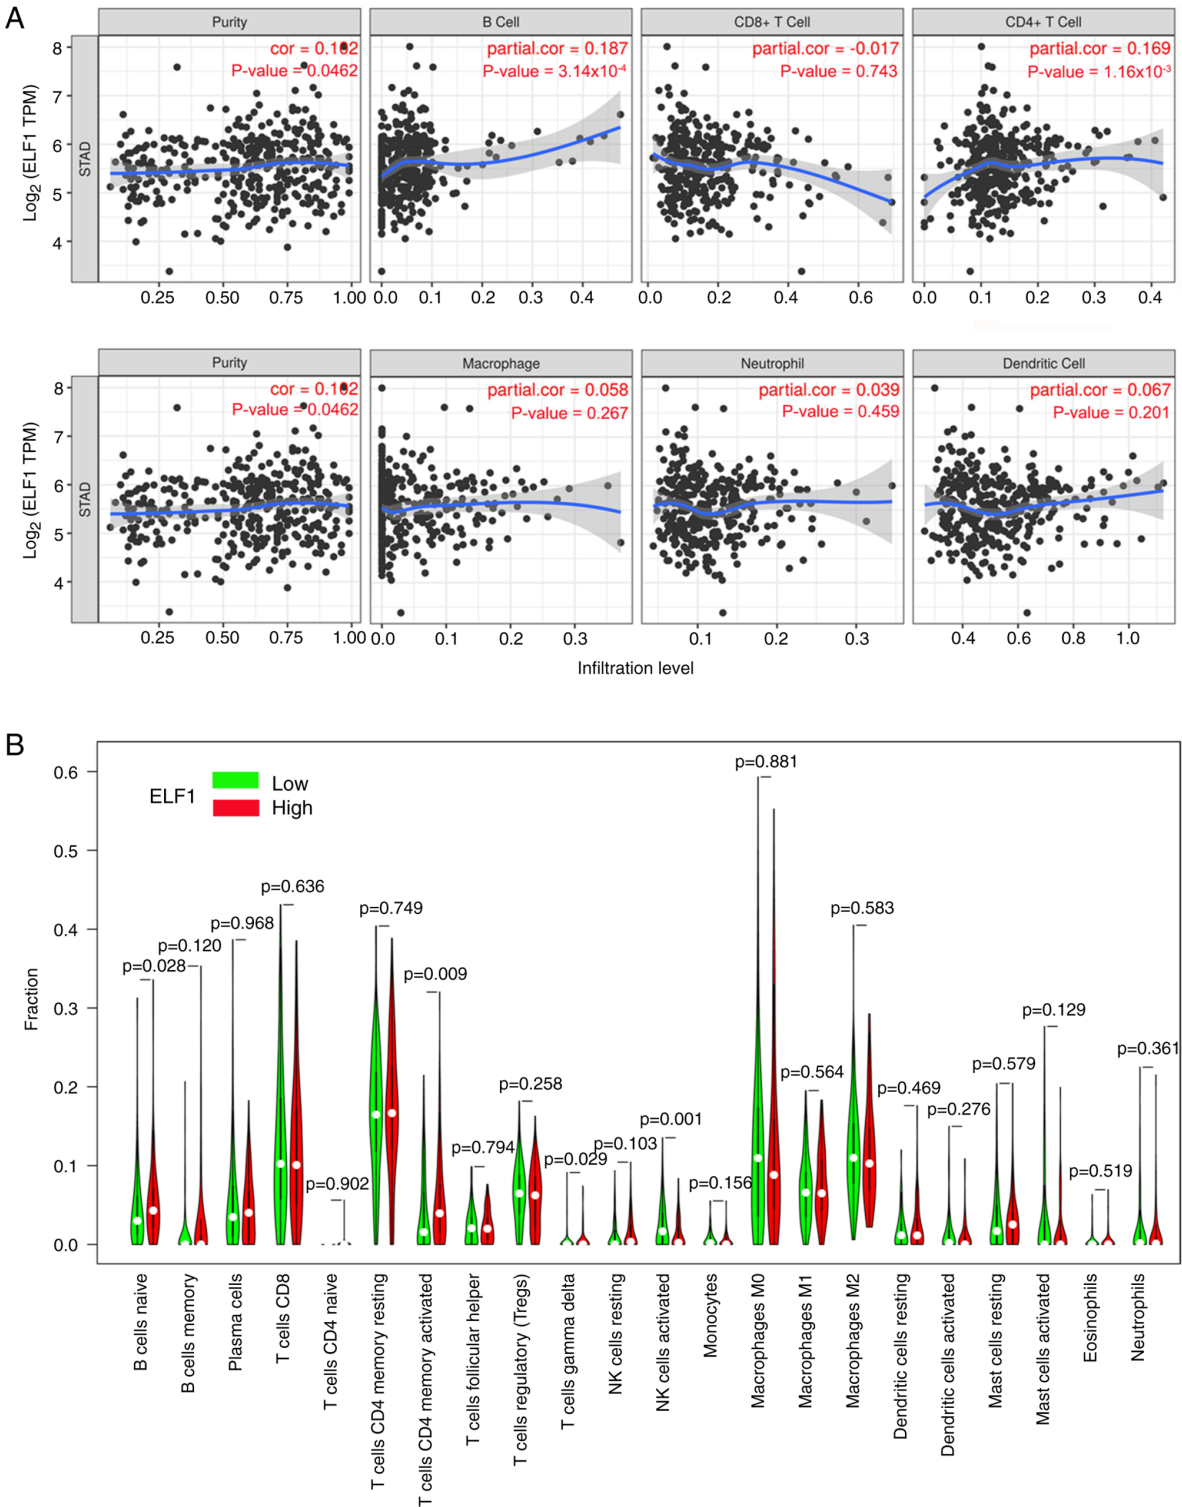 A
Purity
B Cell
CD8+ T Cell
CD4+ T Cell
cor = 0.102
P-value = 0.0462
partial.cor = 0.187
P-value = 3.14x10-4
partial.cor = -0.017
P-value = 0.743
partial.cor = 0.169
P-value = 1.16x10-3
Log2 (ELF1 TPM)
STAD
8
7
6
5
4
0.25 0.50 0.75 1.00
0.0 0.1 0.2 0.3 0.4
0.0 0.2 0.4 0.6
0.0 0.1 0.2 0.3 0.4
Purity
Macrophage
Neutrophil
Dendritic Cell
cor = 0.102
P-value = 0.0462
partial.cor = 0.058
P-value = 0.267
partial.cor = 0.039
P-value = 0.459
partial.cor = 0.067
P-value = 0.201
Log2 (ELF1 TPM)
STAD
8
7
6
5
4
0.25 0.50 0.75 1.00
0.0 0.1 0.2 0.3
0.1 0.2 0.3
0.4 0.6 0.8 1.0
Infiltration level
B
ELF1
Low
High
Fraction
0.6
0.5
0.4
0.3
0.2
0.1
0.0
p=0.028
p=0.120
p=0.968
p=0.636
p=0.902
p=0.749
p=0.009
p=0.794
p=0.258
p=0.029
p=0.103
p=0.001
p=0.156
p=0.881
p=0.564
p=0.583
p=0.469
p=0.276
p=0.579
p=0.129
p=0.519
p=0.361
B cells naive
B cells memory
Plasma cells
T cells CD8
T cells CD4 naive
T cells CD4 memory resting
T cells CD4 memory activated
T cells follicular helper
T cells regulatory (Tregs)
T cells gamma delta
NK cells resting
NK cells activated
Monocytes
Macrophages M0
Macrophages M1
Macrophages M2
Dendritic cells resting
Dendritic cells activated
Mast cells resting
Mast cells activated
Eosinophils
Neutrophils